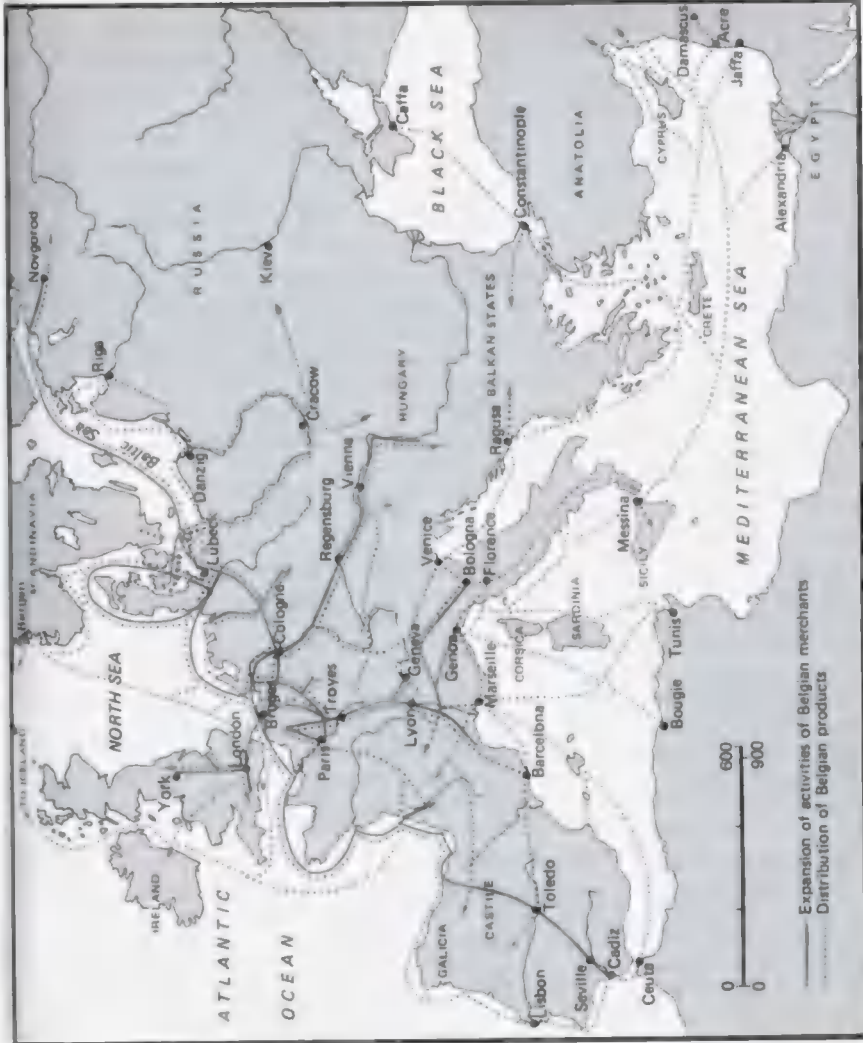 TO ICELAND
Bergen
SCANDINAVIA
Novgorod
NORTH SEA
Baltic Sea
Riga
RUSSIA
IRELAND
York
London
Danzig
Lubeck
ATLANTIC
OCEAN
Bruges
Cologne
Cracow
Kiev
Paris
Troyes
Regensburg
Vienna
HUNGARY
Caffa
BLACK SEA
Lyon
Geneva
Venice
Genoa
Bologna
Florence
BALKAN STATES
Ragusa
Constantinople
ANATOLIA
GALICIA
CASTILE
Marseille
CORSICA
SARDINIA
Barcelona
Toledo
Lisbon
Seville
Cadiz
Ceuta
Bougie
Tunis
Messina
SICILY
CRETE
CYPRUS
MEDITERRANEAN SEA
Damascus
Acre
Jaffa
Alexandria
EGYPT
0 600
0 900
Expansion of activities of Belgian merchants
Distribution of Belgian products